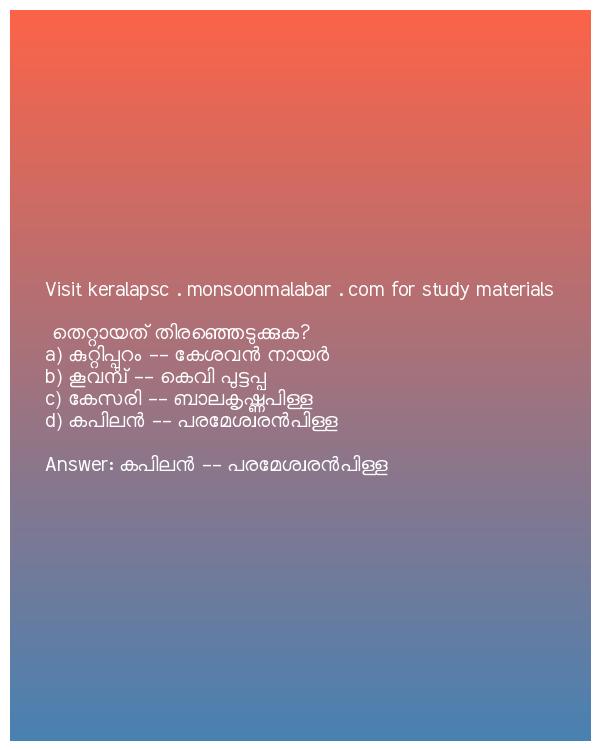 Visit keralapsc . monsoonmalabar . com for study materials
തെറ്റായത് തിരഞ്ഞെടുക്കുക?
a) കുറ്റിപ്പുറം -- കേശവൻ നായർ
b) കൂവമ്പ് -- കെവി പുട്ടപ്പ
c) കേസരി -- ബാലകൃഷ്ണപിള്ള
d) കപിലൻ -- പരമേശ്വരൻപിള്ള
Answer: കപിലൻ -- പരമേശ്വരൻപിള്ള